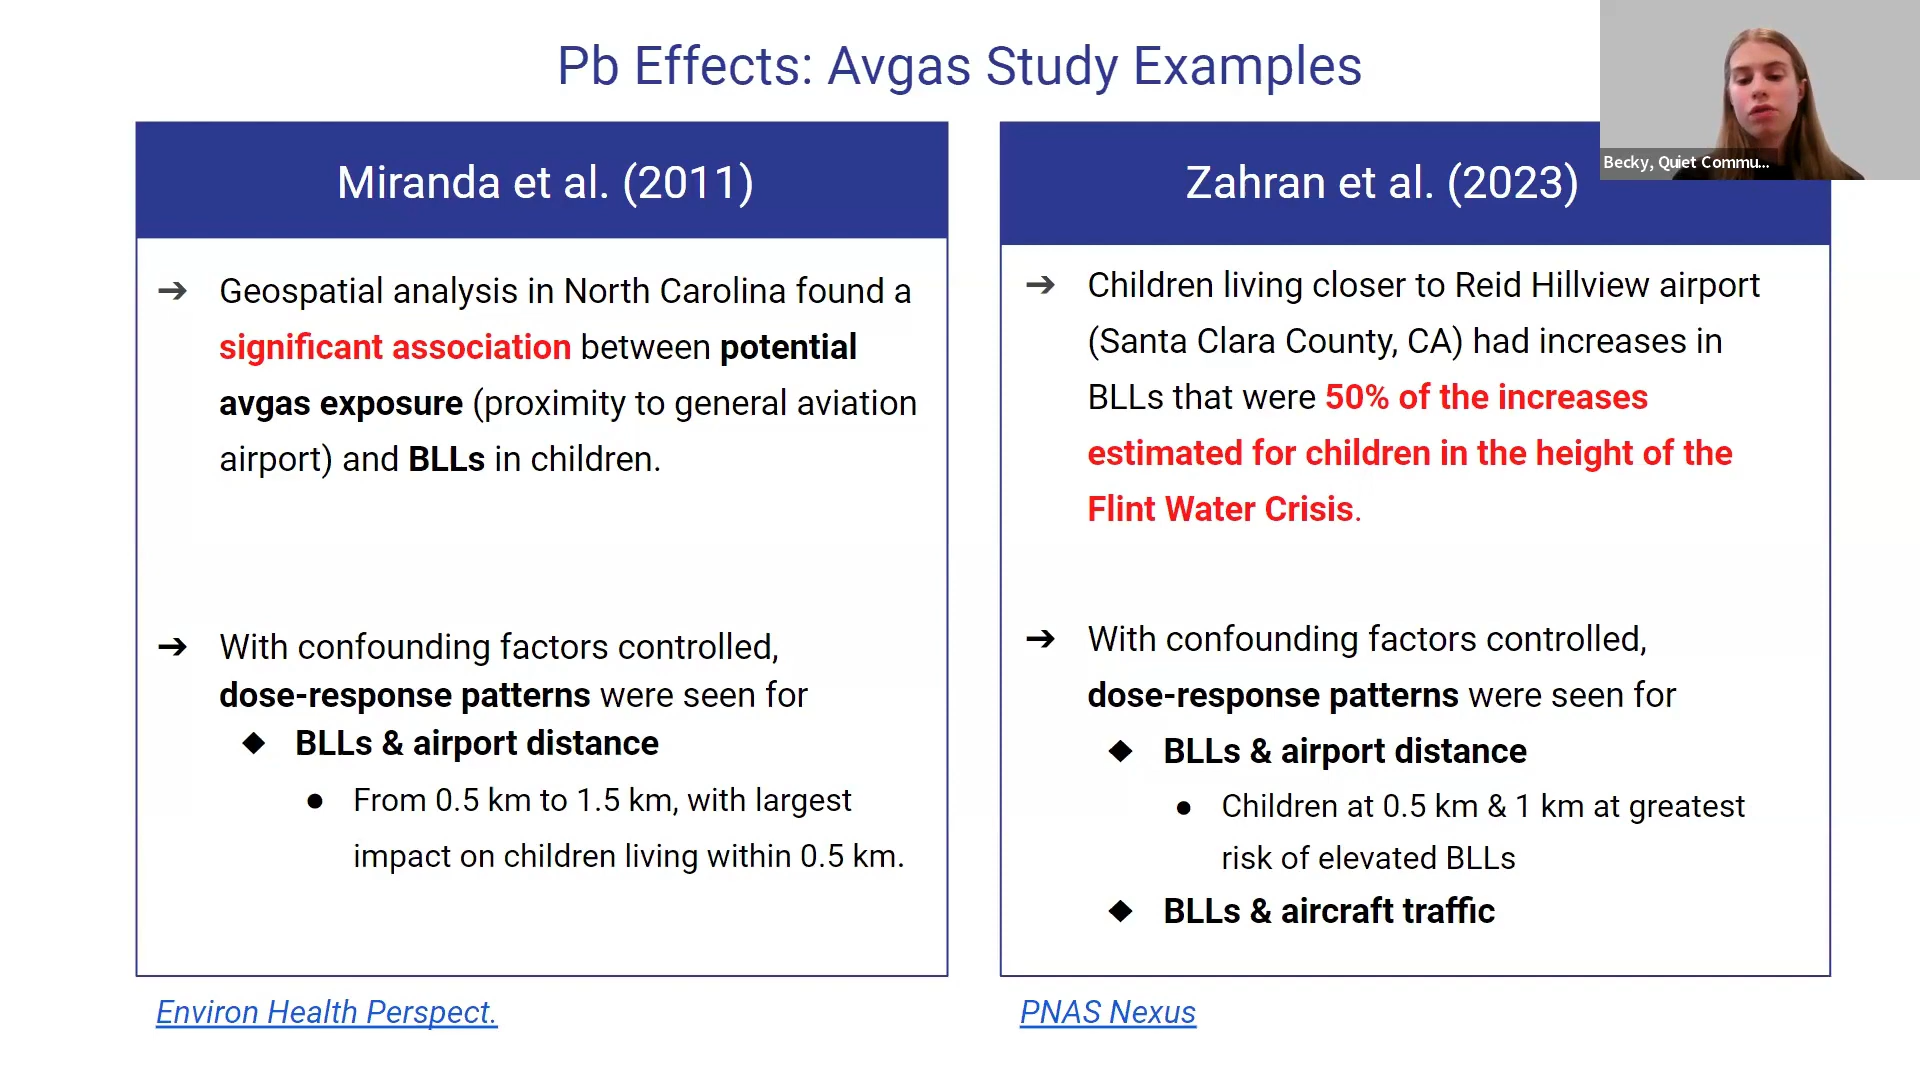 Pb Effects: Avgas Study Examples
Becky, Quiet Commu...
Miranda et al. (2011)
➔ Geospatial analysis in North Carolina found a
significant association between potential
avgas exposure (proximity to general aviation
airport) and BLLs in children.
➔ With confounding factors controlled,
dose-response patterns were seen for
◆ BLLs & airport distance
● From 0.5 km to 1.5 km, with largest
impact on children living within 0.5 km.
Environ Health Perspect.
Zahran et al. (2023)
➔ Children living closer to Reid Hillview airport
(Santa Clara County, CA) had increases in
BLLs that were 50% of the increases
estimated for children in the height of the
Flint Water Crisis.
➔ With confounding factors controlled,
dose-response patterns were seen for
◆ BLLs & airport distance
● Children at 0.5 km & 1 km at greatest
risk of elevated BLLs
◆ BLLs & aircraft traffic
PNAS Nexus